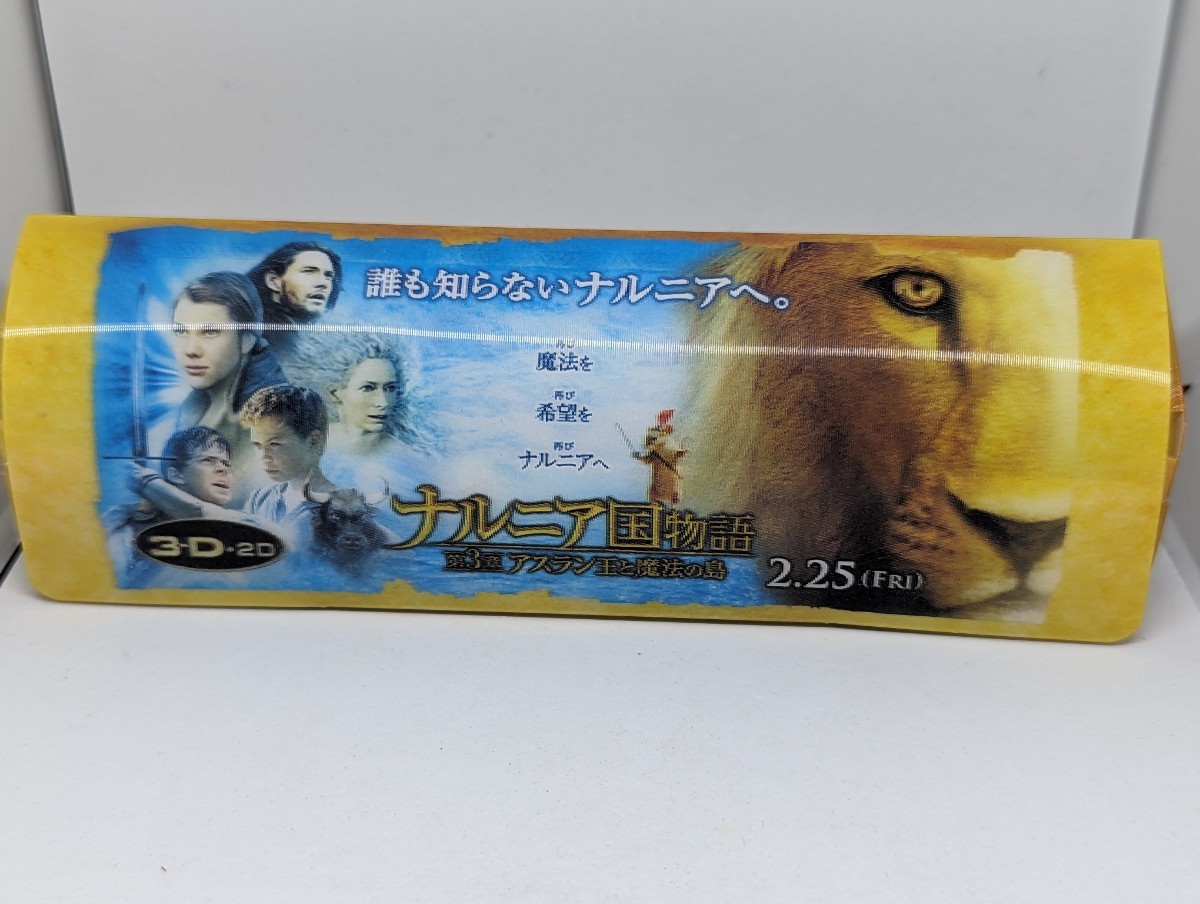 誰も知らないナルニアへ。
再び
魔法を
再び
希望を
再び
ナルニアへ
ナルニア国物語
第3章 アスラン王と魔法の島
3-D・2D
2.25(FRI)